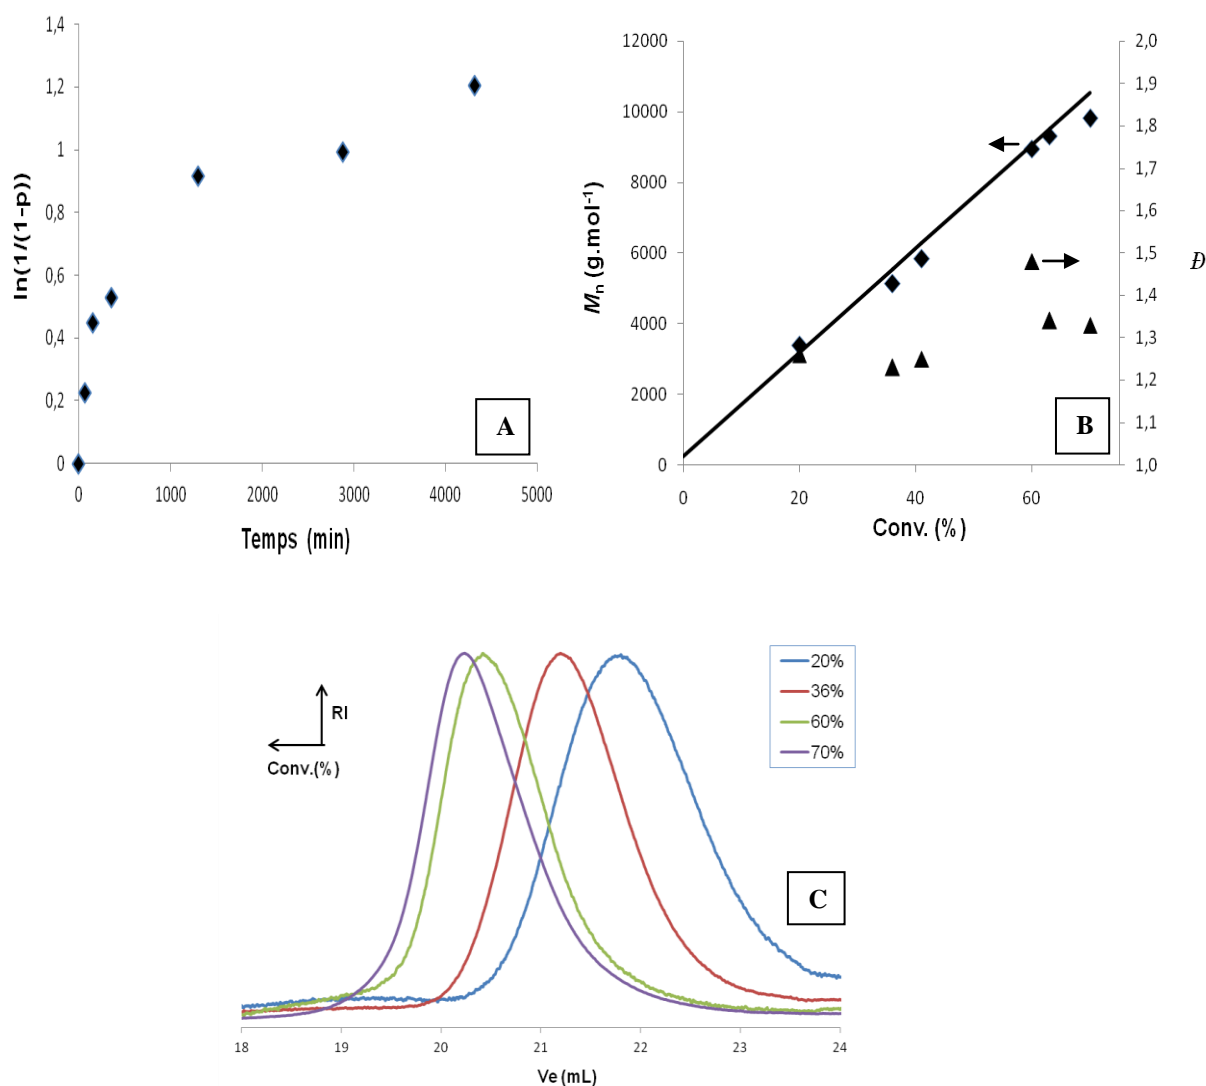 1,4
1,2
1
0,8
0,6
0,4
0,2
0
ln(1/(1-p))
0 1000 2000 3000 4000 5000
Temps (min)
A
12000
10000
8000
6000
4000
2000
0
Mn (g.mol-1)
2,0
1,9
1,8
1,7
1,6
1,5
1,4
1,3
1,2
1,1
1,0
Đ
0 20 40 60
Conv. (%)
B
RI
Conv.(%)
20%
36%
60%
70%
C
18 19 20 21 22 23 24
Ve (mL)